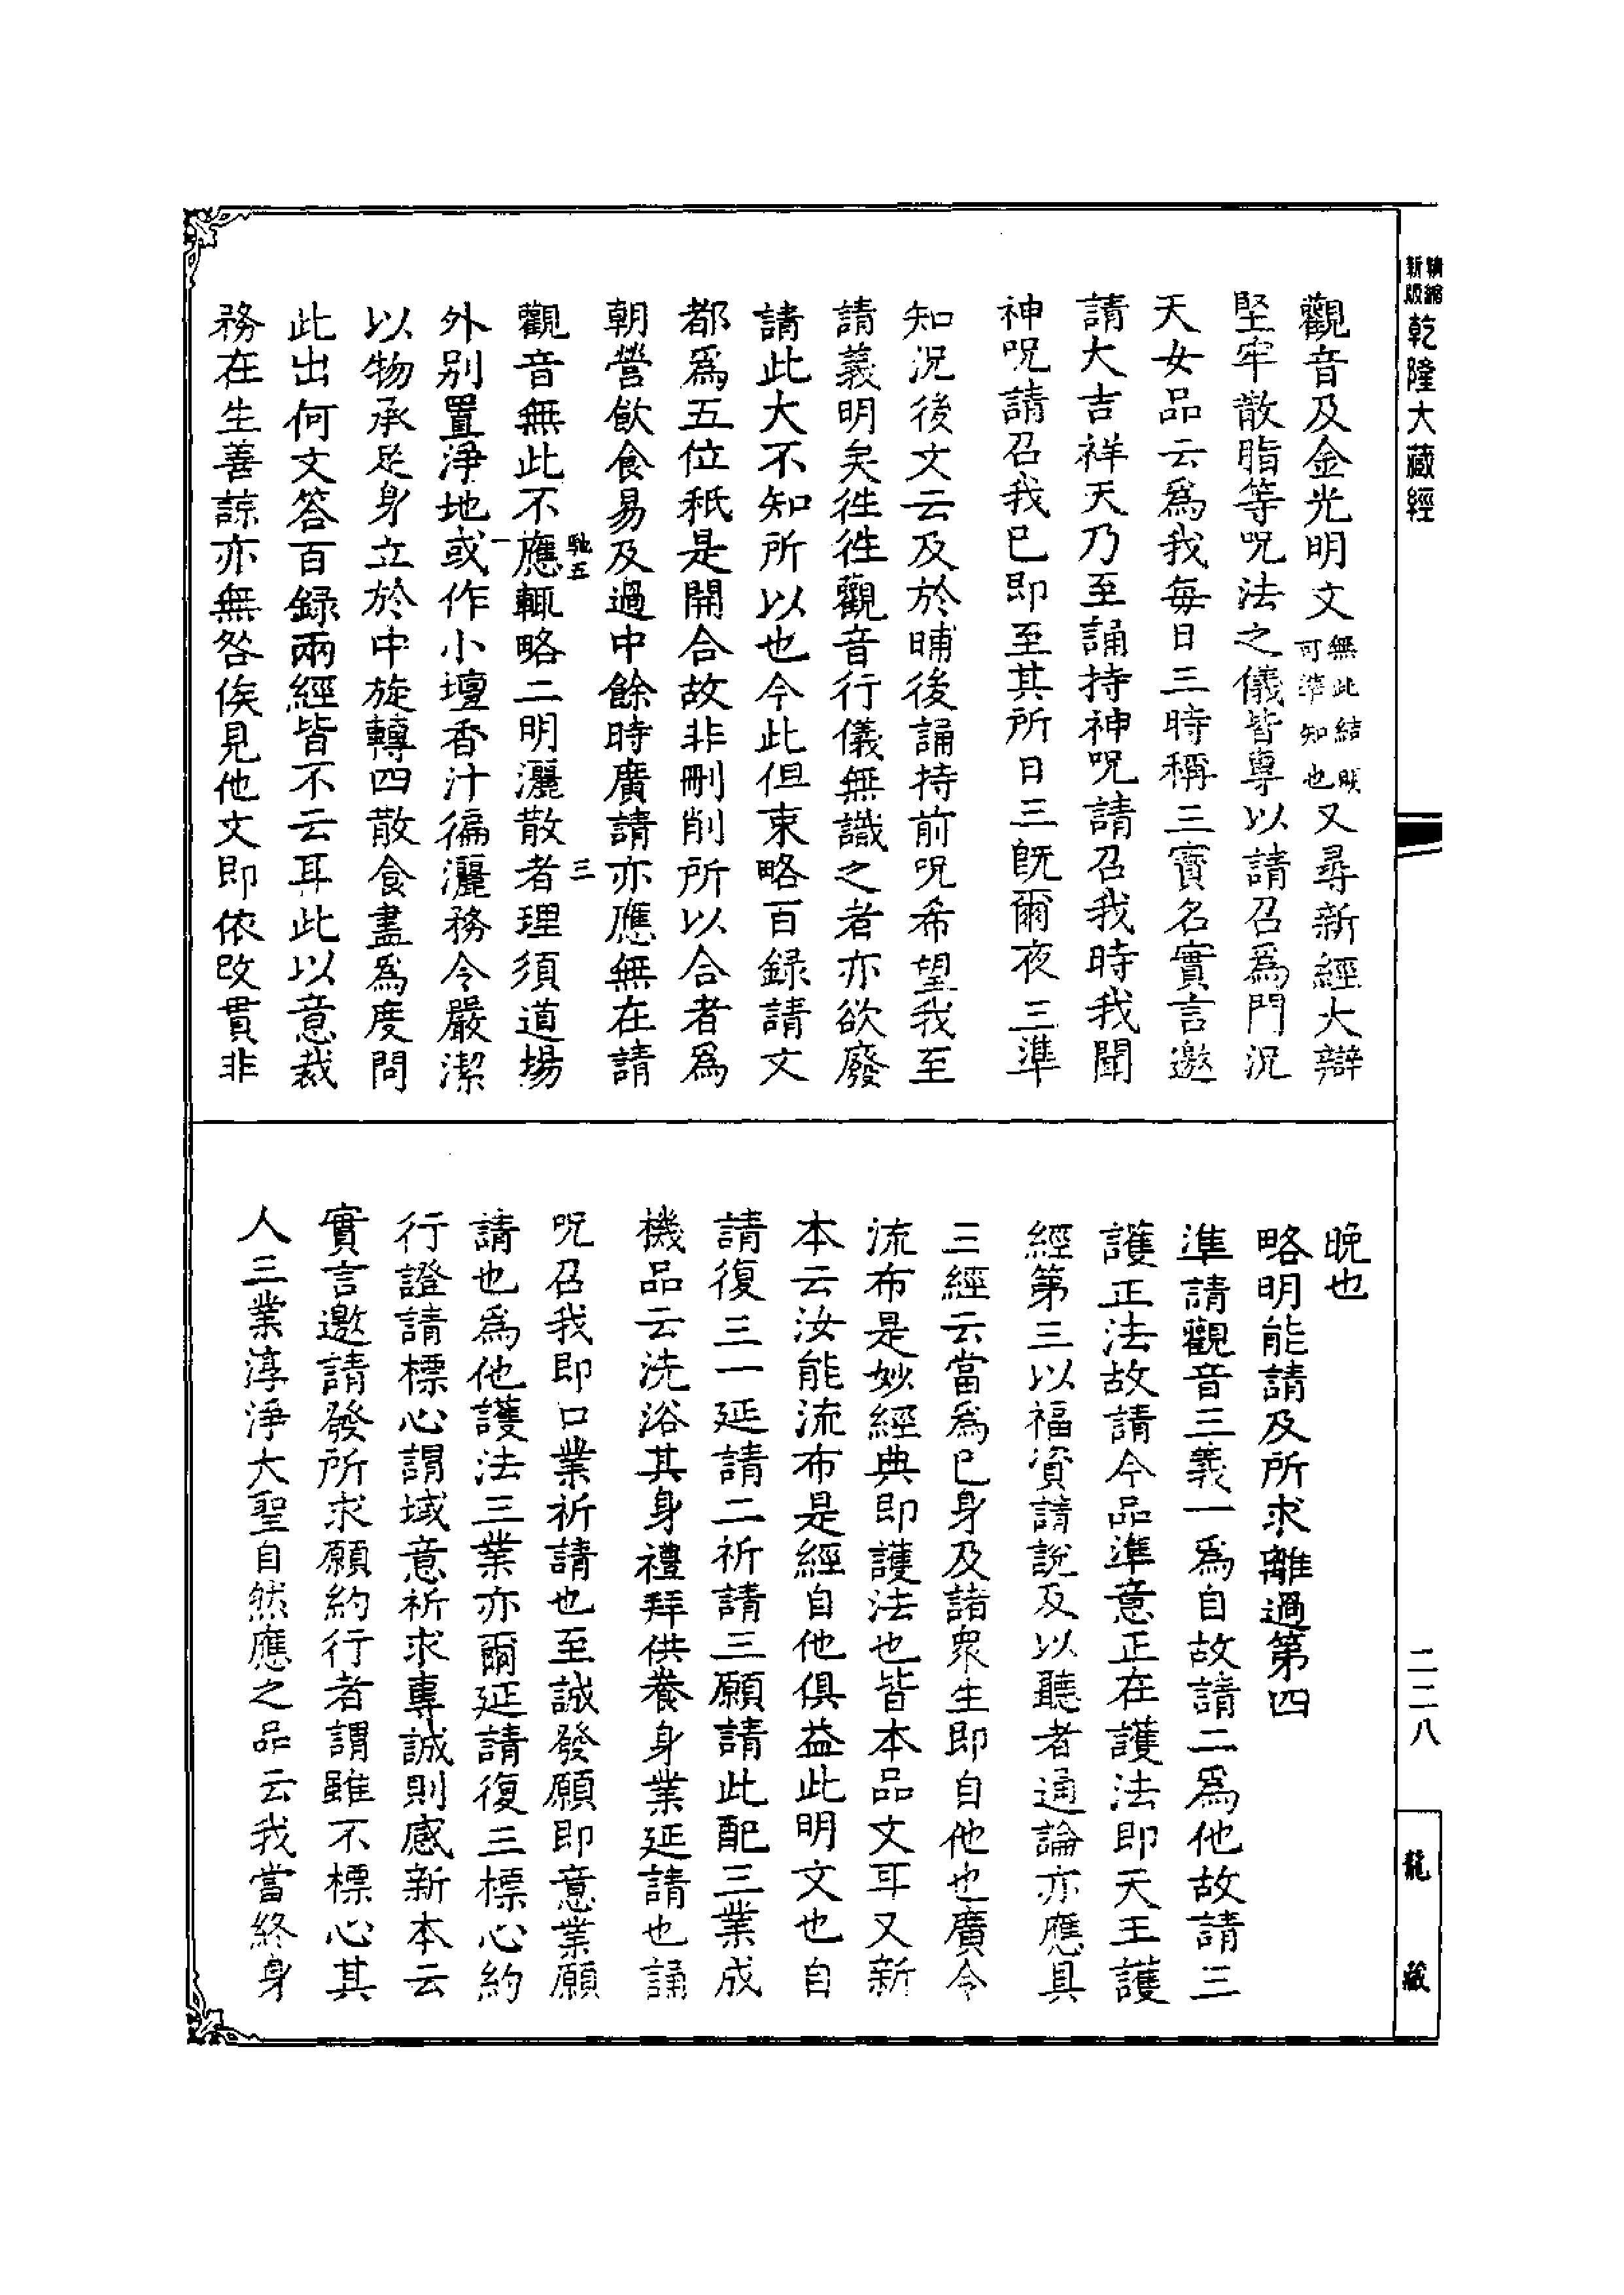 精縮新版乾隆大藏經
觀音及金光明文無此結願可準知也又尋新經大辯
堅牢散脂等呪法之儀皆專以請召爲門況
天女品云爲我每日三時稱三寶名實言邀
請大吉祥天乃至誦持神呪請召我時我聞
神呪請召我已即至其所日三旣爾夜三準
知況後文云及於晡後誦持前呪希望我至
請義明矣徃徃觀音行儀無識之者亦欲廢
請此大不知所以也今此但束略百録請文
都爲五位秖是開合故非刪削所以合者爲
朝營飲食易及過中餘時廣請亦應無在請
馳五
三
觀音無此不應輒略二明灑散者理須道場
一
外别置淨地或作小壇香汁徧灑務令嚴潔
以物承足身立於中旋轉四散食盡爲度問
此出何文答百録兩經皆不云耳此以意裁
務在生善諒亦無咎俟見他文即依改貫非
晚也
略明能請及所求離過第四
準請觀音三義一爲自故請二爲他故請三
護正法故請今品準意正在護法即天王護
經第三以福資請說及以聽者通論亦應具
三經云當爲已身及諸衆生即自他也廣令
流布是妙經典即護法也皆本品文耳又新
本云汝能流布是經自他俱益此明文也自
請復三一延請二祈請三願請此配三業成
機品云洗浴其身禮拜供養身業延請也誦
呪召我即口業祈請也至誠發願即意業願
請也爲他護法三業亦爾延請復三標心約
行證請標心謂域意祈求專誠則感新本云
實言邀請發所求願約行者謂雖不標心其
人三業淳淨大聖自然應之品云我當終身
二二八
龍藏